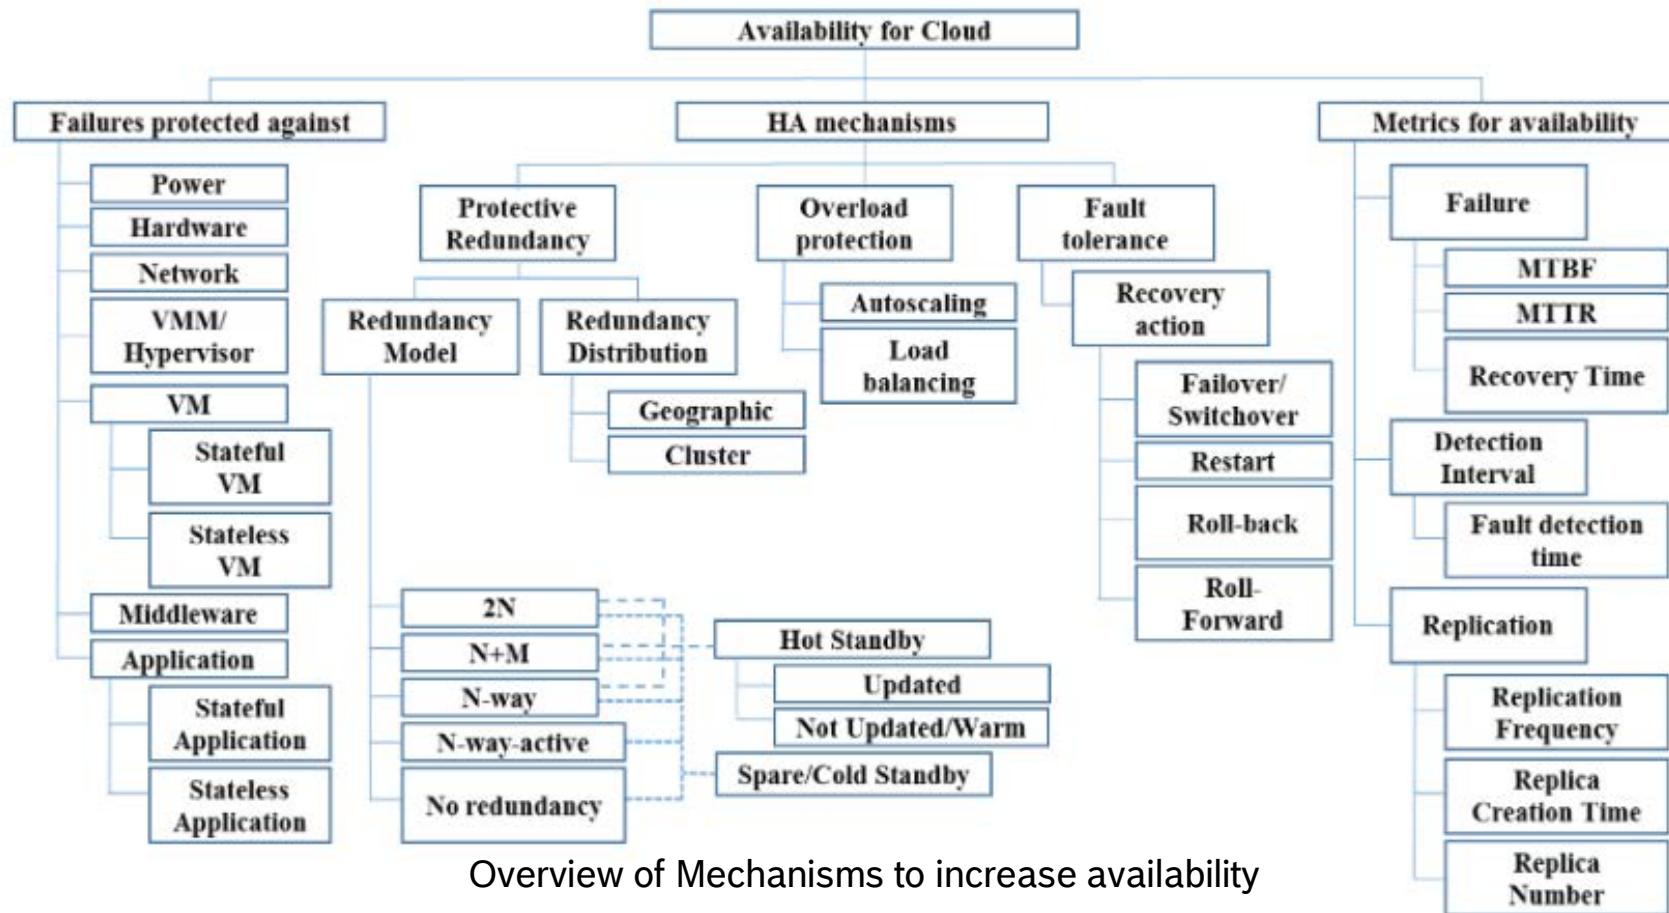 Availability for Cloud
Failures protected against
Power
Hardware
Network
VMM/
Hypervisor
VM
Stateful
VM
Stateless
VM
Middleware
Application
Stateful
Application
Stateless
Application
HA mechanisms
Protective
Redundancy
Redundancy
Model
2N
N+M
N-way
N-way-active
No redundancy
Hot Standby
Updated
Not Updated/Warm
Spare/Cold Standby
Redundancy
Distribution
Geographic
Cluster
Overload
protection
Autoscaling
Load
balancing
Fault
tolerance
Recovery
action
Failover/
Switchover
Restart
Roll-back
Roll-
Forward
Metrics for availability
Failure
MTBF
MTTR
Recovery Time
Detection
Interval
Fault detection
time
Replication
Replication
Frequency
Replica
Creation Time
Replica
Number
Overview of Mechanisms to increase availability